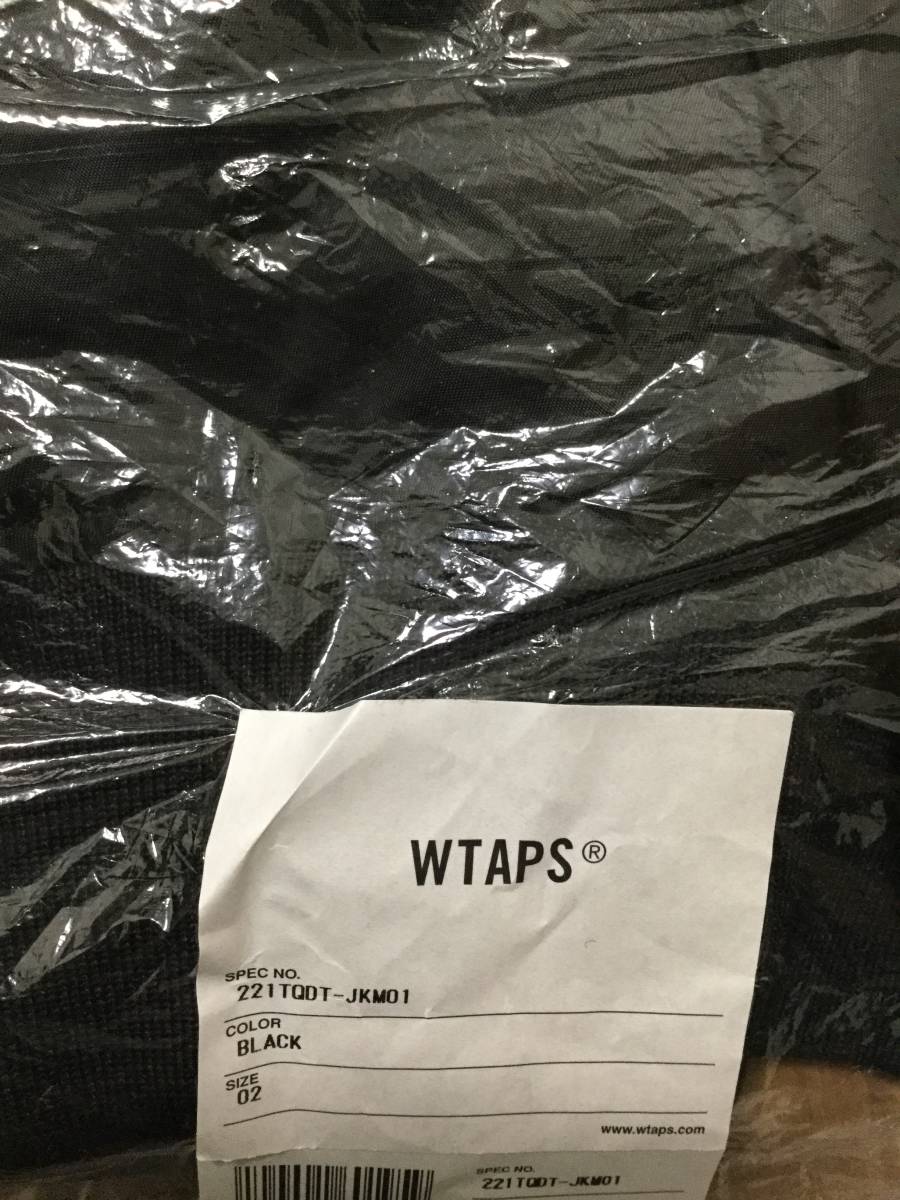 WTAPS®
SPEC NO.
221TQDT-JKM01
COLOR
BLACK
SIZE
02
www.wtaps.com
SPEC NO.
221TQDT-JKM01